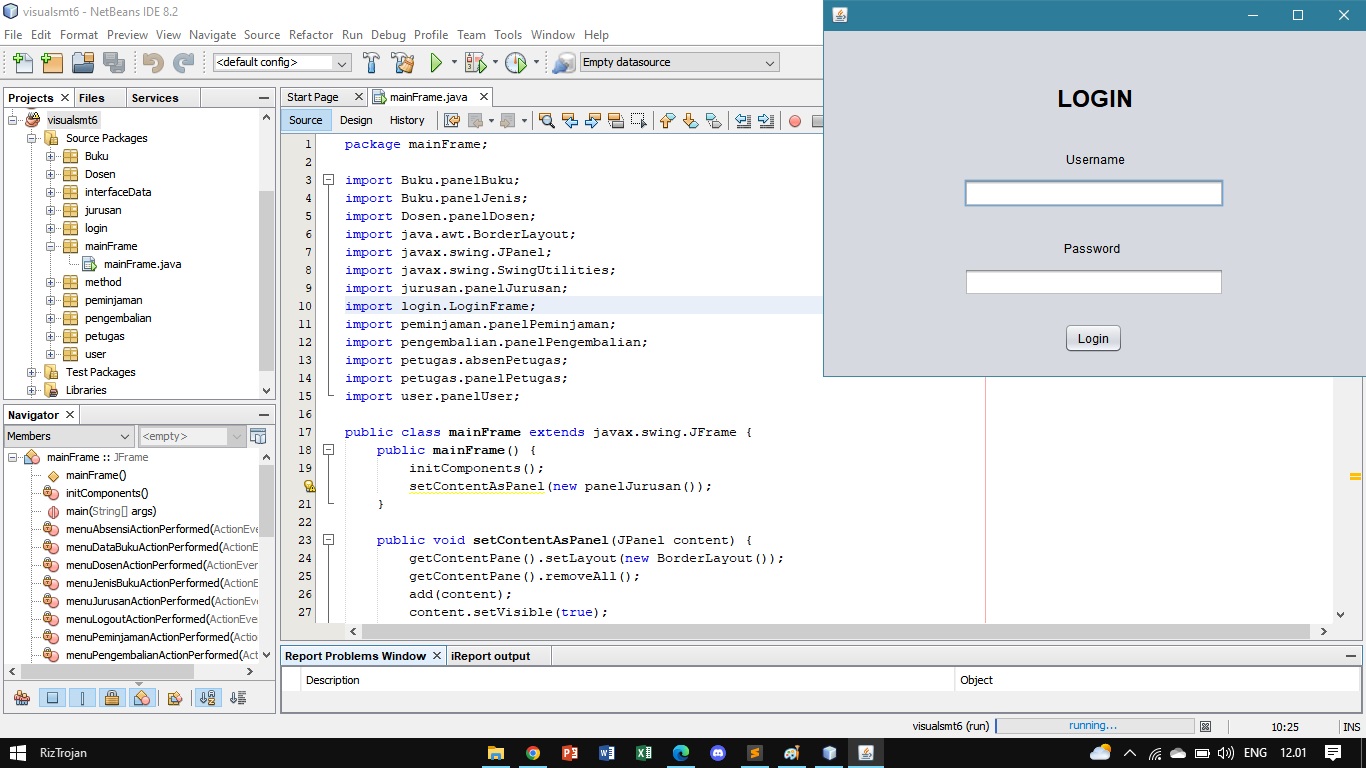 visualsmt6 - NetBeans IDE 8.2
File Edit Format Preview View Navigate Source Refactor Run Debug Profile Team Tools Window Help
<default config>
Empty datasource
Projects
Files
Services
visualsmt6
Source Packages
Buku
Dosen
interfaceData
jurusan
login
mainFrame
mainFrame.java
method
peminjaman
pengembalian
petugas
user
Test Packages
Libraries
Navigator
Members
<empty>
mainFrame :: JFrame
mainFrame()
initComponents()
main(String[] args)
menuAbsensiActionPerformed(ActionEve
menuDataBukuActionPerformed(ActionE
menuDosenActionPerformed(ActionEver
menuJenisBukuActionPerformed(ActionE
menuJurusanActionPerformed(ActionEv
menuLogoutActionPerformed(ActionEve
menuPeminjamanActionPerformed(Actio
menuPengembalianActionPerformed(Act
Start Page
mainFrame.java
Source Design History
1 package mainFrame;
2
3 import Buku.panelBuku;
4 import Buku.panelJenis;
5 import Dosen.panelDosen;
6 import java.awt.BorderLayout;
7 import javax.swing.JPanel;
8 import javax.swing.SwingUtilities;
9 import jurusan.panelJurusan;
10 import login.LoginFrame;
11 import peminjaman.panelPeminjaman;
12 import pengembalian.panelPengembalian;
13 import petugas.absenPetugas;
14 import petugas.panelPetugas;
15 import user.panelUser;
16
17 public class mainFrame extends javax.swing.JFrame {
18 public mainFrame() {
19 initComponents();
setContentAsPanel(new panelJurusan());
21 }
22
23 public void setContentAsPanel(JPanel content) {
24 getContentPane().setLayout(new BorderLayout());
25 getContentPane().removeAll();
26 add(content);
27 content.setVisible(true);
LOGIN
Username
Password
Login
Report Problems Window
iReport output
Description Object
visualsmt6 (run) running... 10:25 INS
RizTrojan
ENG 12.01